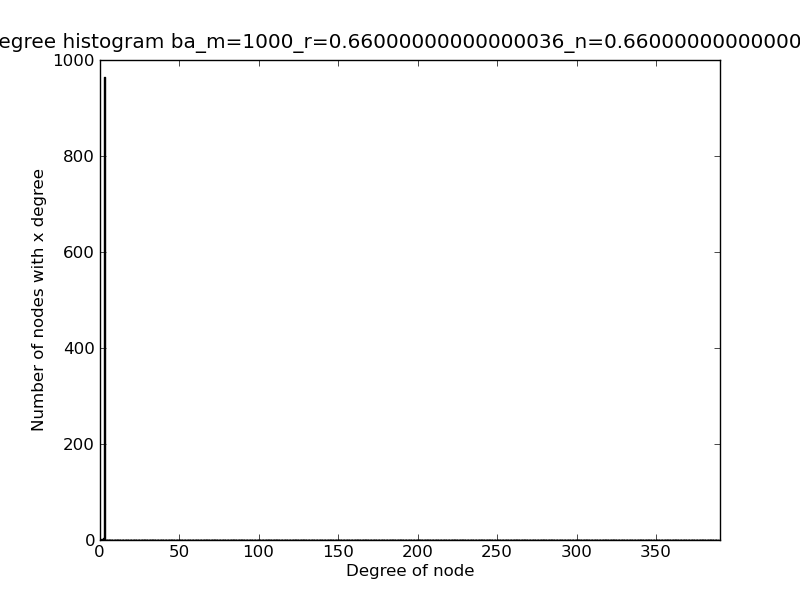 egree histogram ba_m=1000_r=0.66000000000000036_n=0.66000000000000
1000
800
600
400
200
0
Number of nodes with x degree
0 50 100 150 200 250 300 350
Degree of node